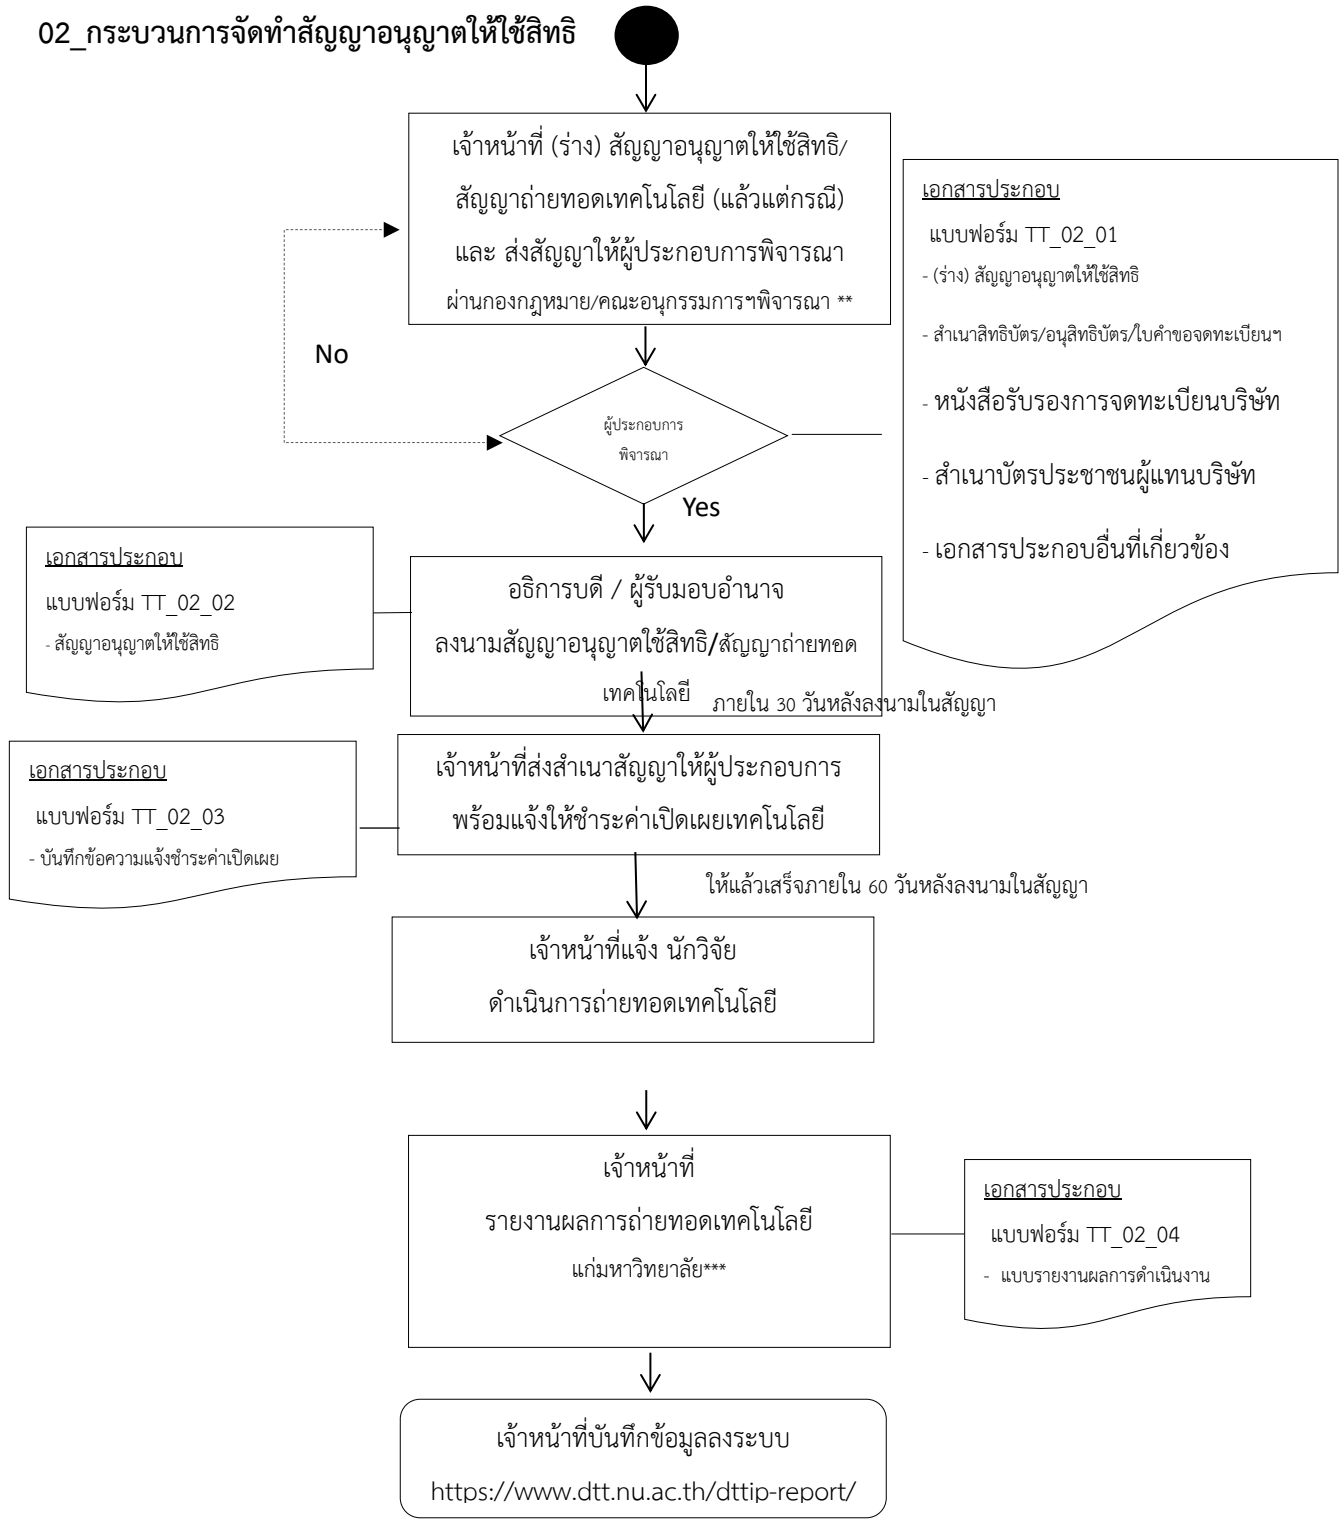 02_กระบวนการจัดทำสัญญาอนุญาตให้ใช้สิทธิ
เจ้าหน้าที่ (ร่าง) สัญญาอนุญาตให้ใช้สิทธิ/
สัญญาถ่ายทอดเทคโนโลยี (แล้วแต่กรณี)
และ ส่งสัญญาให้ผู้ประกอบการพิจารณา
ผ่านกองกฎหมาย/คณะอนุกรรมการฯพิจารณา **
เอกสารประกอบ
แบบฟอร์ม TT_02_01
- (ร่าง) สัญญาอนุญาตให้ใช้สิทธิ
- สำเนาสิทธิบัตร/อนุสิทธิบัตร/ใบคำขอจดทะเบียนฯ
- หนังสือรับรองการจดทะเบียนบริษัท
- สำเนาบัตรประชาชนผู้แทนบริษัท
- เอกสารประกอบอื่นที่เกี่ยวข้อง
No
ผู้ประกอบการ
พิจารณา
Yes
เอกสารประกอบ
แบบฟอร์ม TT_02_02
- สัญญาอนุญาตให้ใช้สิทธิ
อธิการบดี / ผู้รับมอบอำนาจ
ลงนามสัญญาอนุญาตใช้สิทธิ/สัญญาถ่ายทอด
เทคโนโลยี
ภายใน 30 วันหลังลงนามในสัญญา
เอกสารประกอบ
แบบฟอร์ม TT_02_03
- บันทึกข้อความแจ้งชำระค่าเปิดเผย
เจ้าหน้าที่ส่งสำเนาสัญญาให้ผู้ประกอบการ
พร้อมแจ้งให้ชำระค่าเปิดเผยเทคโนโลยี
ให้แล้วเสร็จภายใน 60 วันหลังลงนามในสัญญา
เจ้าหน้าที่แจ้ง นักวิจัย
ดำเนินการถ่ายทอดเทคโนโลยี
เจ้าหน้าที่
รายงานผลการถ่ายทอดเทคโนโลยี
แก่มหาวิทยาลัย***
เอกสารประกอบ
แบบฟอร์ม TT_02_04
- แบบรายงานผลการดำเนินงาน
เจ้าหน้าที่บันทึกข้อมูลลงระบบ
https://www.dtt.nu.ac.th/dttip-report/